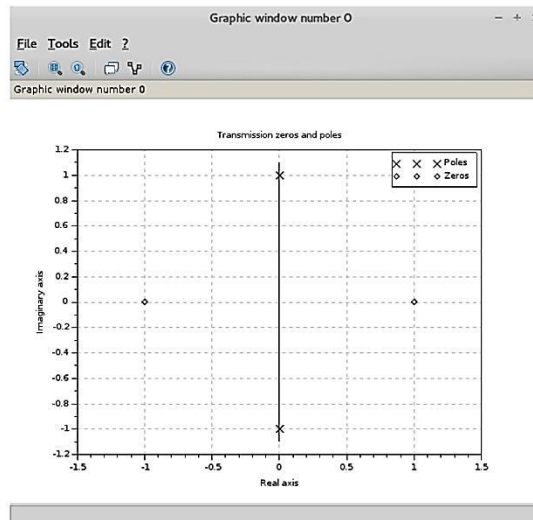 Graphic window number 0
File Tools Edit ?
Graphic window number 0
Transmission zeros and poles
Poles
Zeros
1.2
1
0.8
0.6
0.4
0.2
0
-0.2
-0.4
-0.6
-0.8
-1
-1.2
Imaginary axis
-1.5 -1 -0.5 0 0.5 1 1.5
Real axis